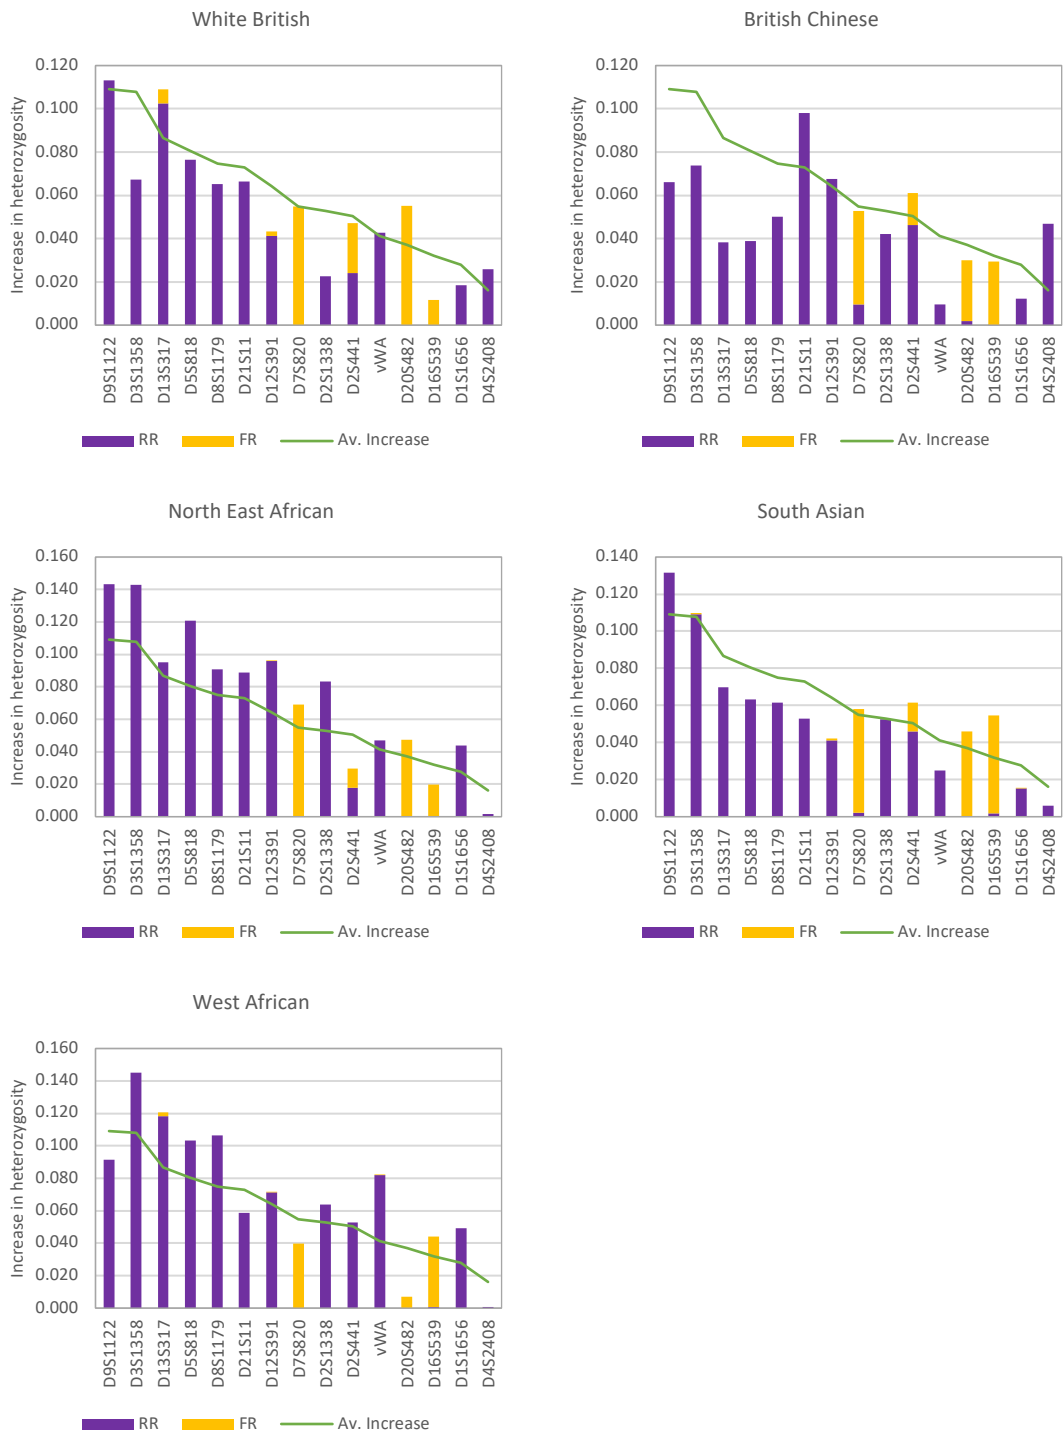 White British
Increase in heterozygosity
0.120
0.100
0.080
0.060
0.040
0.020
0.000
D9S1122
D3S1358
D13S317
D5S818
D8S1179
D21S11
D12S391
D7S820
D2S1338
D2S441
vWA
D20S482
D16S539
D1S1656
D4S2408
RR FR Av. Increase
British Chinese
Increase in heterozygosity
0.120
0.100
0.080
0.060
0.040
0.020
0.000
D9S1122
D3S1358
D13S317
D5S818
D8S1179
D21S11
D12S391
D7S820
D2S1338
D2S441
vWA
D20S482
D16S539
D1S1656
D4S2408
RR FR Av. Increase
North East African
Increase in heterozygosity
0.160
0.140
0.120
0.100
0.080
0.060
0.040
0.020
0.000
D9S1122
D3S1358
D13S317
D5S818
D8S1179
D21S11
D12S391
D7S820
D2S1338
D2S441
vWA
D20S482
D16S539
D1S1656
D4S2408
RR FR Av. Increase
South Asian
Increase in heterozygosity
0.140
0.120
0.100
0.080
0.060
0.040
0.020
0.000
D9S1122
D3S1358
D13S317
D5S818
D8S1179
D21S11
D12S391
D7S820
D2S1338
D2S441
vWA
D20S482
D16S539
D1S1656
D4S2408
RR FR Av. Increase
West African
Increase in heterozygosity
0.160
0.140
0.120
0.100
0.080
0.060
0.040
0.020
0.000
D9S1122
D3S1358
D13S317
D5S818
D8S1179
D21S11
D12S391
D7S820
D2S1338
D2S441
vWA
D20S482
D16S539
D1S1656
D4S2408
RR FR Av. Increase